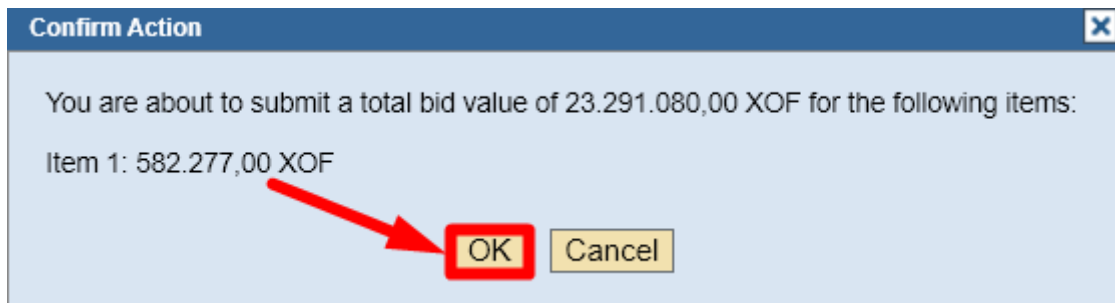 Confirm Action
You are about to submit a total bid value of 23.291.080,00 XOF for the following items:
Item 1: 582.277,00 XOF
OK Cancel